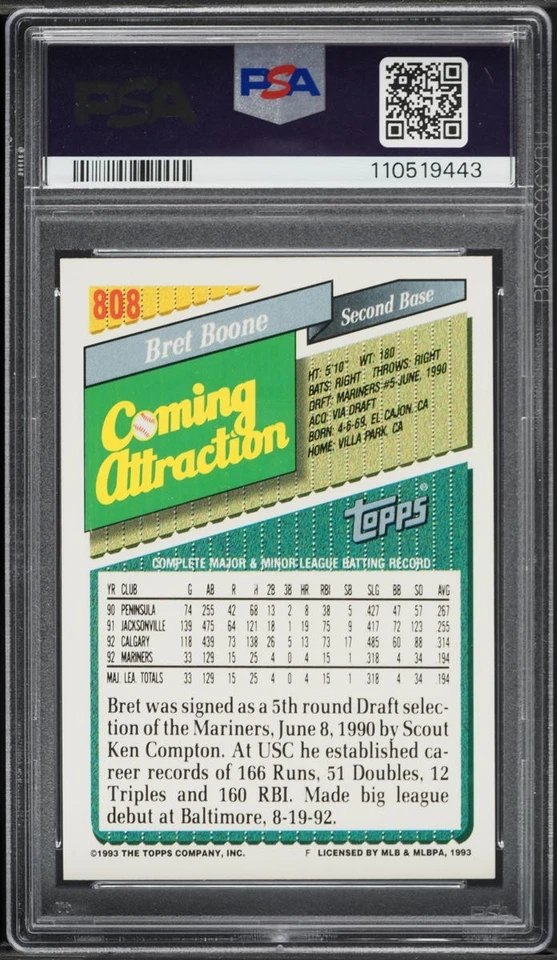 PSA
PSA
110519443
BRCCYOCOCYBU
808
Bret Boone
Second Base
Coming
Attraction
HT: 5'10" WT: 180
BATS: RIGHT THROWS: RIGHT
DRFT: MARINERS #5-JUNE, 1990
ACQ: VIA DRAFT
BORN: 4-6-69, EL CAJON, CA
HOME: VILLA PARK, CA
TOPPS®
COMPLETE MAJOR & MINOR LEAGUE BATTING RECORD
YR CLUB G AB R H 2B 3B HR RBI SB SLG BB SO AVG
90 PENINSULA 74 255 42 68 13 2 8 38 5 .427 47 57 .267
91 JACKSONVILLE 139 475 64 121 18 1 19 75 9 .417 72 123 .255
92 CALGARY 118 439 73 138 26 5 13 73 17 .485 60 88 .314
92 MARINERS 33 129 15 25 4 0 4 15 1 .318 4 34 .194
MAJ. LEA. TOTALS 33 129 15 25 4 0 4 15 1 .318 4 34 .194
Bret was signed as a 5th round Draft selec-
tion of the Mariners, June 8, 1990 by Scout
Ken Compton. At USC he established ca-
reer records of 166 Runs, 51 Doubles, 12
Triples and 160 RBI. Made big league
debut at Baltimore, 8-19-92.
©1993 THE TOPPS COMPANY, INC. F LICENSED BY MLB & MLBPA, 1993
PSA